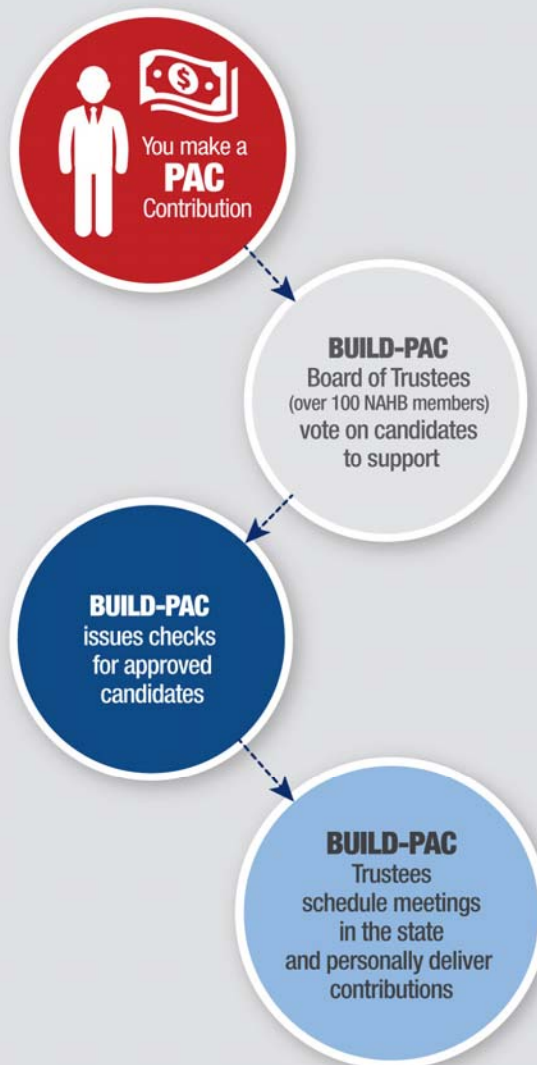 $
You make a
PAC
Contribution
BUILD-PAC
Board of Trustees
(over 100 NAHB members)
vote on candidates
to support
BUILD-PAC
issues checks
for approved
candidates
BUILD-PAC
Trustees
schedule meetings
in the state
and personally deliver
contributions